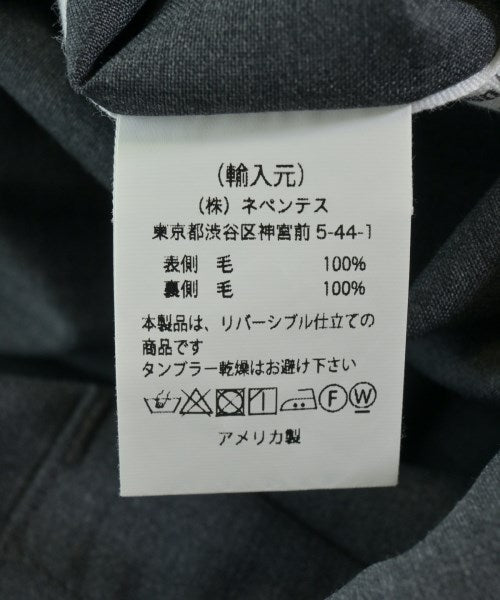 (輸入元)
(株) ネペンテス
東京都渋谷区神宮前 5-44-1
表側 毛 100%
裏側 毛 100%
本製品は、リバーシブル仕立ての
商品です
タンブラー乾燥はお避け下さい
F W
アメリカ製